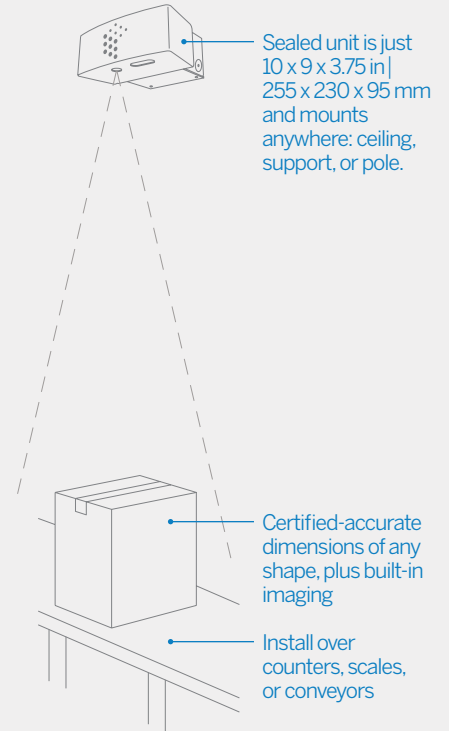 Sealed unit is just
10 x 9 x 3.75 in|
255 x 230 x 95 mm
and mounts
anywhere: ceiling,
support, or pole.
Certified-accurate
dimensions of any
shape, plus built-in
imaging
Install over
counters, scales,
or conveyors